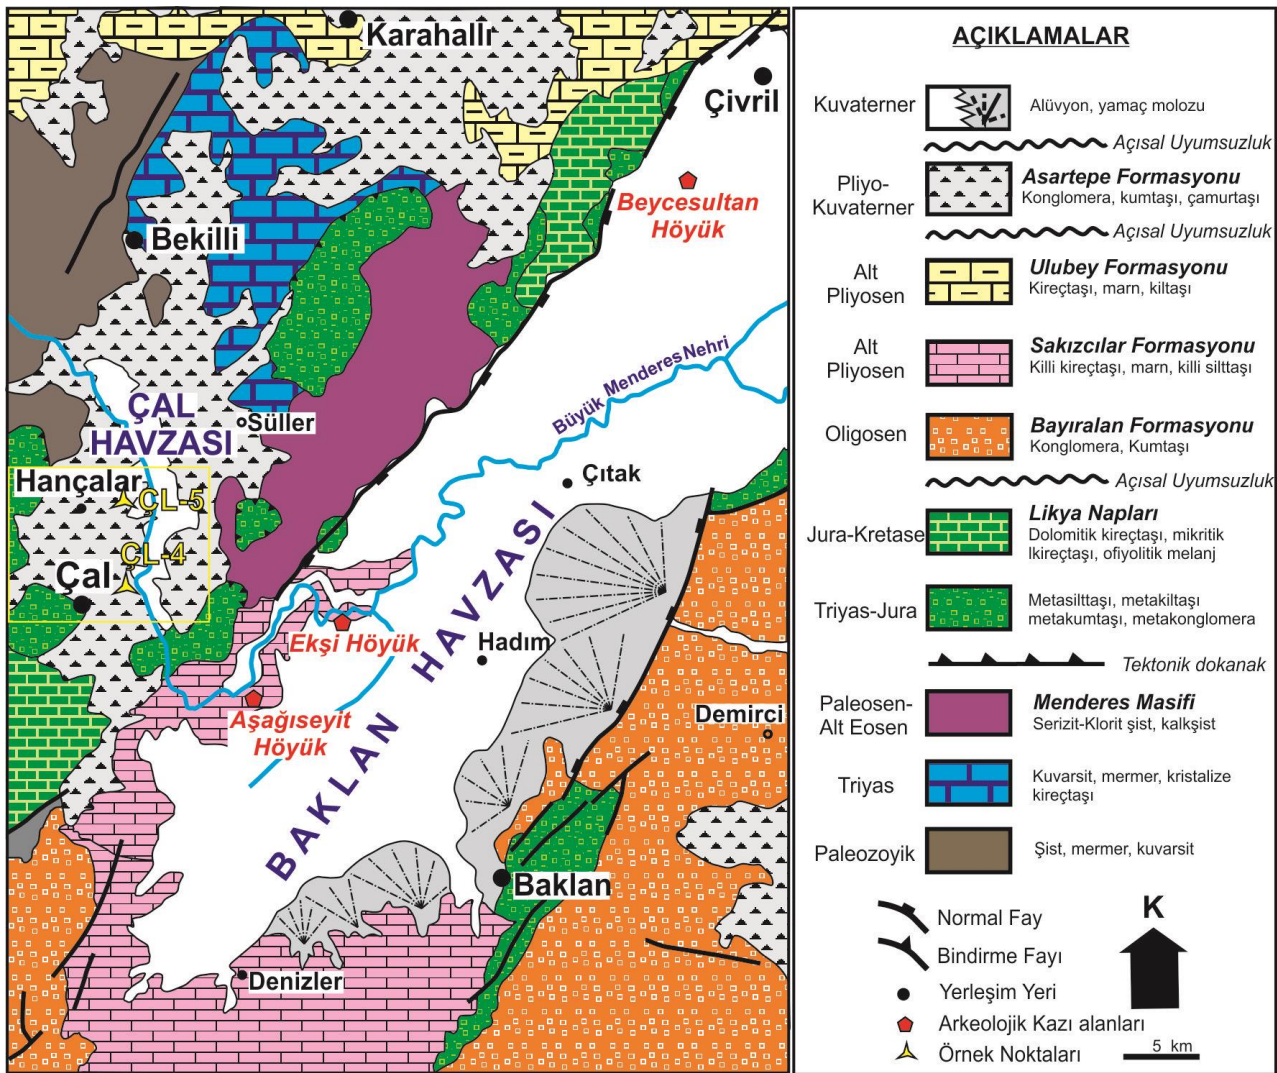 Karahallı
Çivril
Beycesultan
Höyük
Bekilli
Büyük Menderes Nehri
ÇAL
HAVZASI
Süller
Hançalar
CL-5
Çıtak
CL-4
Çal
Ekşi Höyük
Hadım
Aşağıseyit
Höyük
Demirci
BAKLAN HAVZASI
Baklan
Denizler
AÇIKLAMALAR
Kuvaterner
Alüvyon, yamaç molozu
Açısal Uyumsuzluk
Pliyo-
Kuvaterner
Asartepe Formasyonu
Konglomera, kumtaşı, çamurtaşı
Açısal Uyumsuzluk
Alt
Pliyosen
Ulubey Formasyonu
Kireçtaşı, marn, kiltaşı
Alt
Pliyosen
Sakızcılar Formasyonu
Killi kireçtaşı, marn, killi silttaşı
Oligosen
Bayıralan Formasyonu
Konglomera, Kumtaşı
Açısal Uyumsuzluk
Jura-Kretase
Likya Napları
Dolomitik kireçtaşı, mikritik
lkireçtaşı, ofiyolitik melanj
Triyas-Jura
Metasilttaşı, metakiltaşı
metakumtaşı, metakonglomera
Tektonik dokanak
Paleosen-
Alt Eosen
Menderes Masifi
Serizit-Klorit şist, kalkşist
Triyas
Kuvarsit, mermer, kristalize
kireçtaşı
Paleozoyik
Şist, mermer, kuvarsit
Normal Fay
Bindirme Fayı
Yerleşim Yeri
Arkeolojik Kazı alanları
Örnek Noktaları
K
5 km